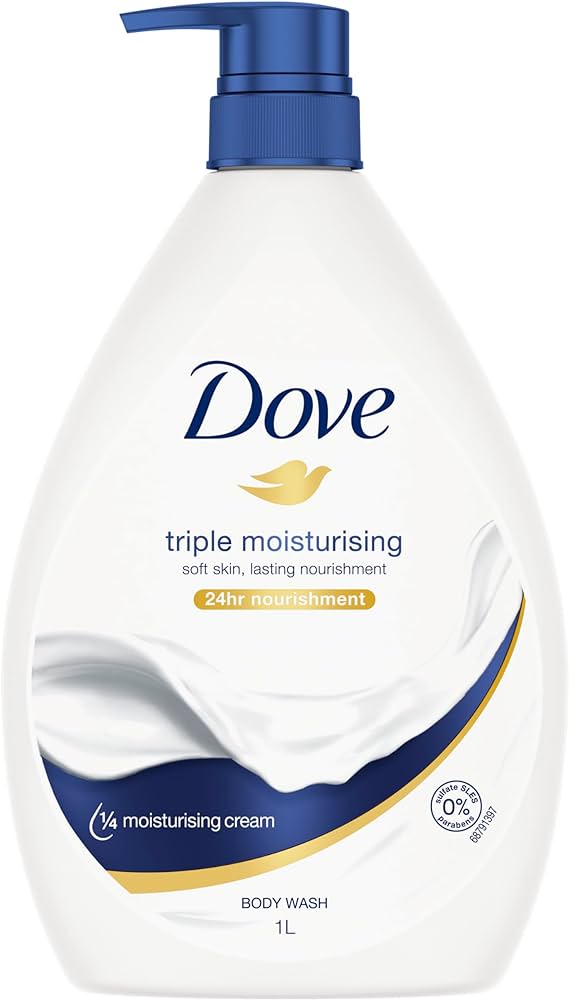 Dove
triple moisturising
soft skin, lasting nourishment
24hr nourishment
1/4 moisturising cream
sulfate SLES
0%
parabens
68791397
BODY WASH
1L